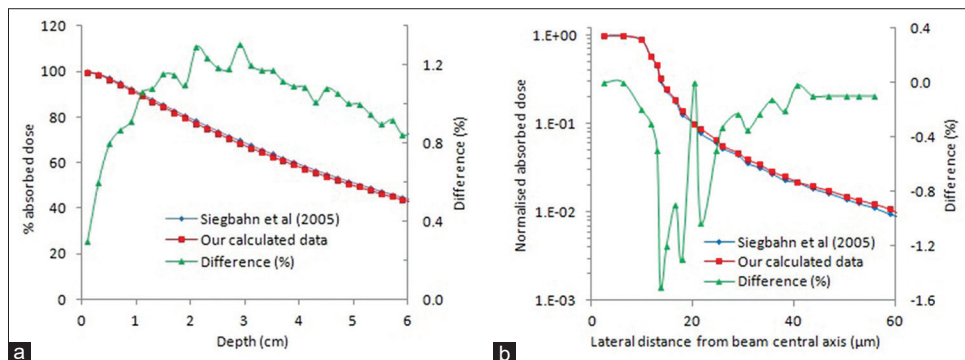 120
100
80
60
40
20
0
% absorbed dose
1.2
0.8
0.4
0.0
Difference (%)
Siegbahn et al (2005)
Our calculated data
Difference (%)
0 1 2 3 4 5 6
Depth (cm)
a
1.E+00
1.E-01
1.E-02
1.E-03
Normalised absorbed dose
0.4
0.0
-0.4
-0.8
-1.2
-1.6
Difference (%)
Siegbahn et al (2005)
Our calculated data
Difference (%)
0 20 40 60
Lateral distance from beam central axis (µm)
b